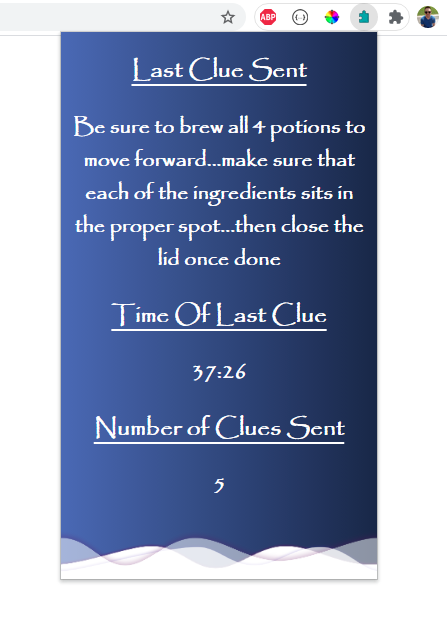 ABP
Last Clue Sent
Be sure to brew all 4 potions to
move forward...make sure that
each of the ingredients sits in
the proper spot...then close the
lid once done
Time Of Last Clue
37:26
Number of Clues Sent
5